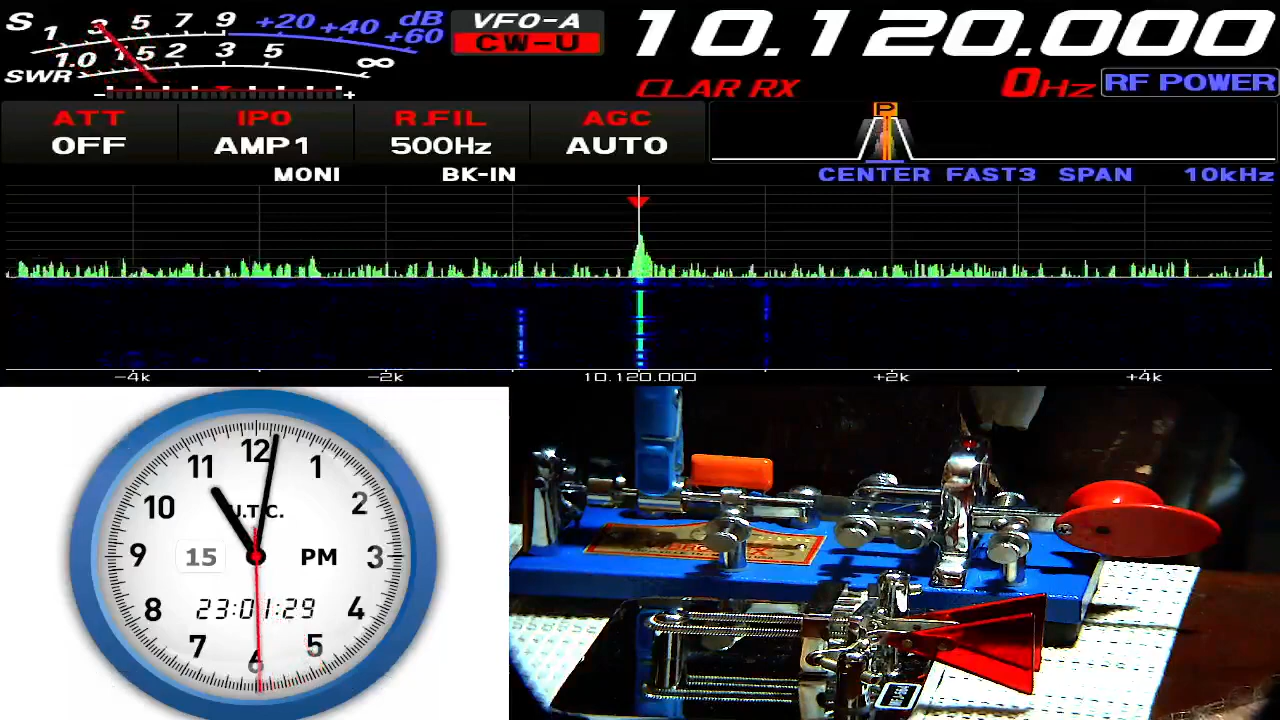 S 1 3 5 7 9 +20 +40 +60 dB
VFO-A
10.120.000
1.0 1.5 2 3 5 ∞
CW-U
SWR
CLAR RX 0Hz RF POWER
- +
ATT IPO R.FIL AGC
OFF AMP1 500Hz AUTO
P
MONI BK-IN CENTER FAST3 SPAN 10kHz
-4k -2k 10.120.000 +2k +4k
12
11 1
10 U.T.C. 2
9 15 PM 3
8 23:01:29 4
7 5
6